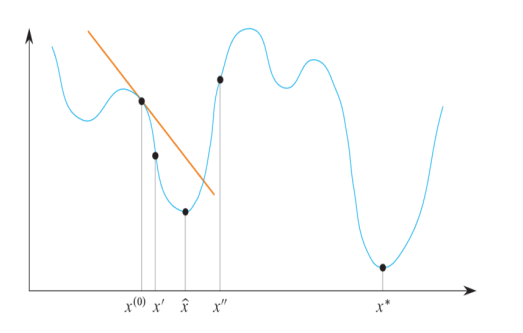 x⁽⁰⁾ x′ x̂ x″ x*